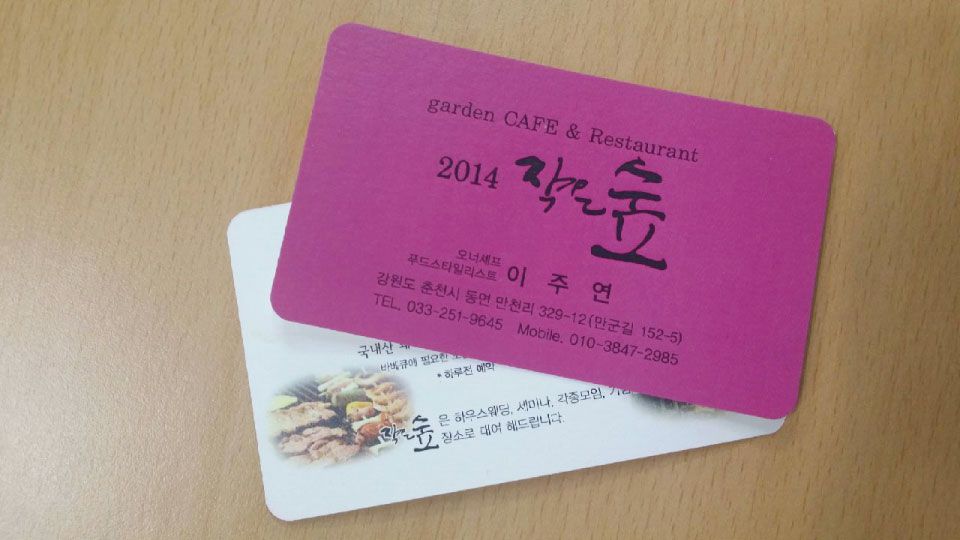 garden CAFE & Restaurant
2014 작은숲
오너셰프
푸드스타일리스트 이 주 연
강원도 춘천시 동면 만천리 329-12(만군길 152-5)
TEL. 033-251-9645 Mobile. 010-3847-2985
국내산
바베큐에 필요한
*하루전 예약
작은숲은 하우스웨딩, 세미나, 각종모임,
장소로 대여 해드립니다.